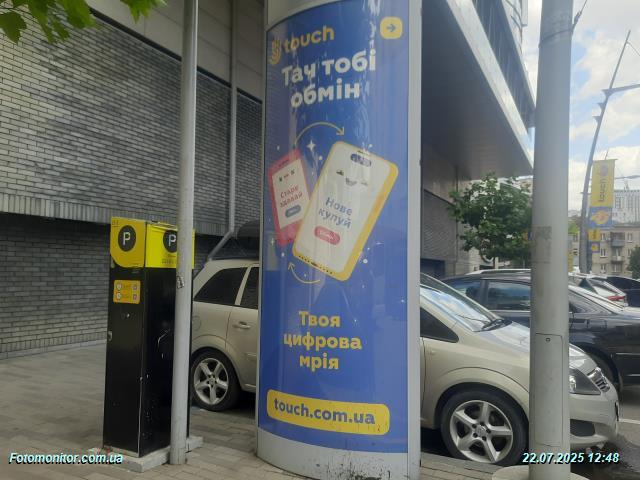 touch
Тач тобі
обмін
Старе
здавай
Нове
купуй
Твоя
цифрова
мрія
touch.com.ua
P
P
Fotomonitor.com.ua
22.07.2025 12:48